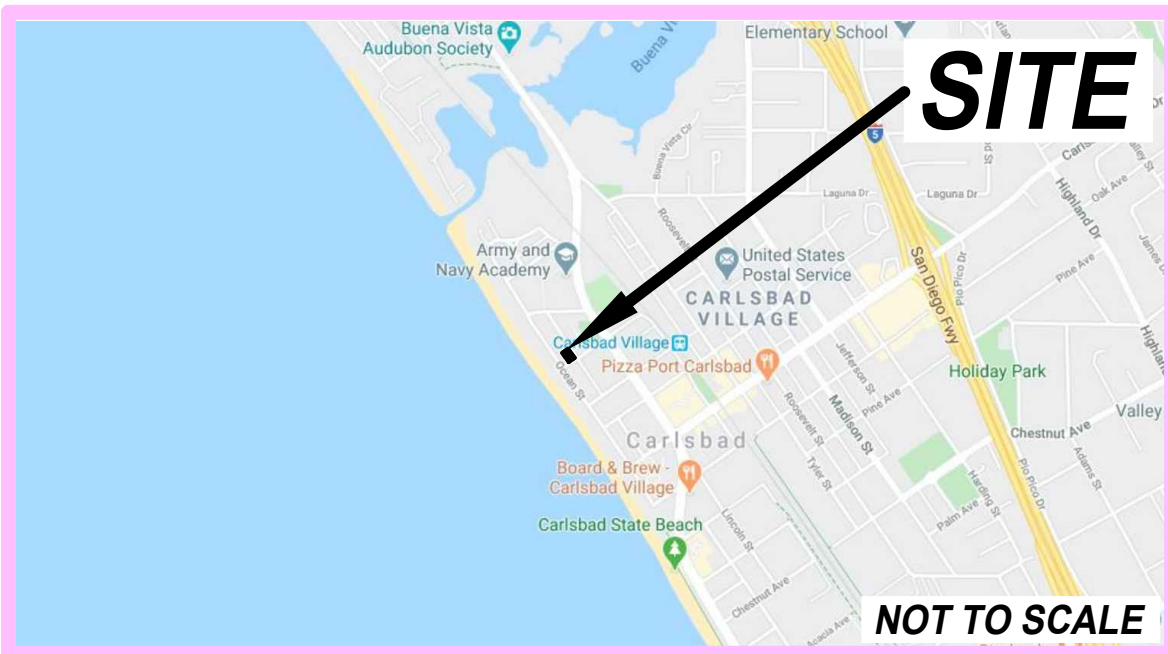 Buena Vista
Audubon Society
Elementary School
SITE
5
Buena Vista Cir
Laguna Dr
Laguna Dr
Oak Ave
Highland Dr
Army and
Navy Academy
United States
Postal Service
San Diego Fwy
Pio Pico Dr
Pine Ave
CARLSBAD
VILLAGE
Pizza Port Carlsbad
Ocean St
Jefferson St
Holiday Park
Pine Ave
Madison St
Roosevelt St
Valley
Chestnut Ave
Carlsbad
Tyler St
Adams St
Board & Brew -
Carlsbad Village
Harding St
Pio Pico Dr
Palm Ave
Lincoln St
Carlsbad State Beach
Chestnut Ave
Acacia Ave
NOT TO SCALE